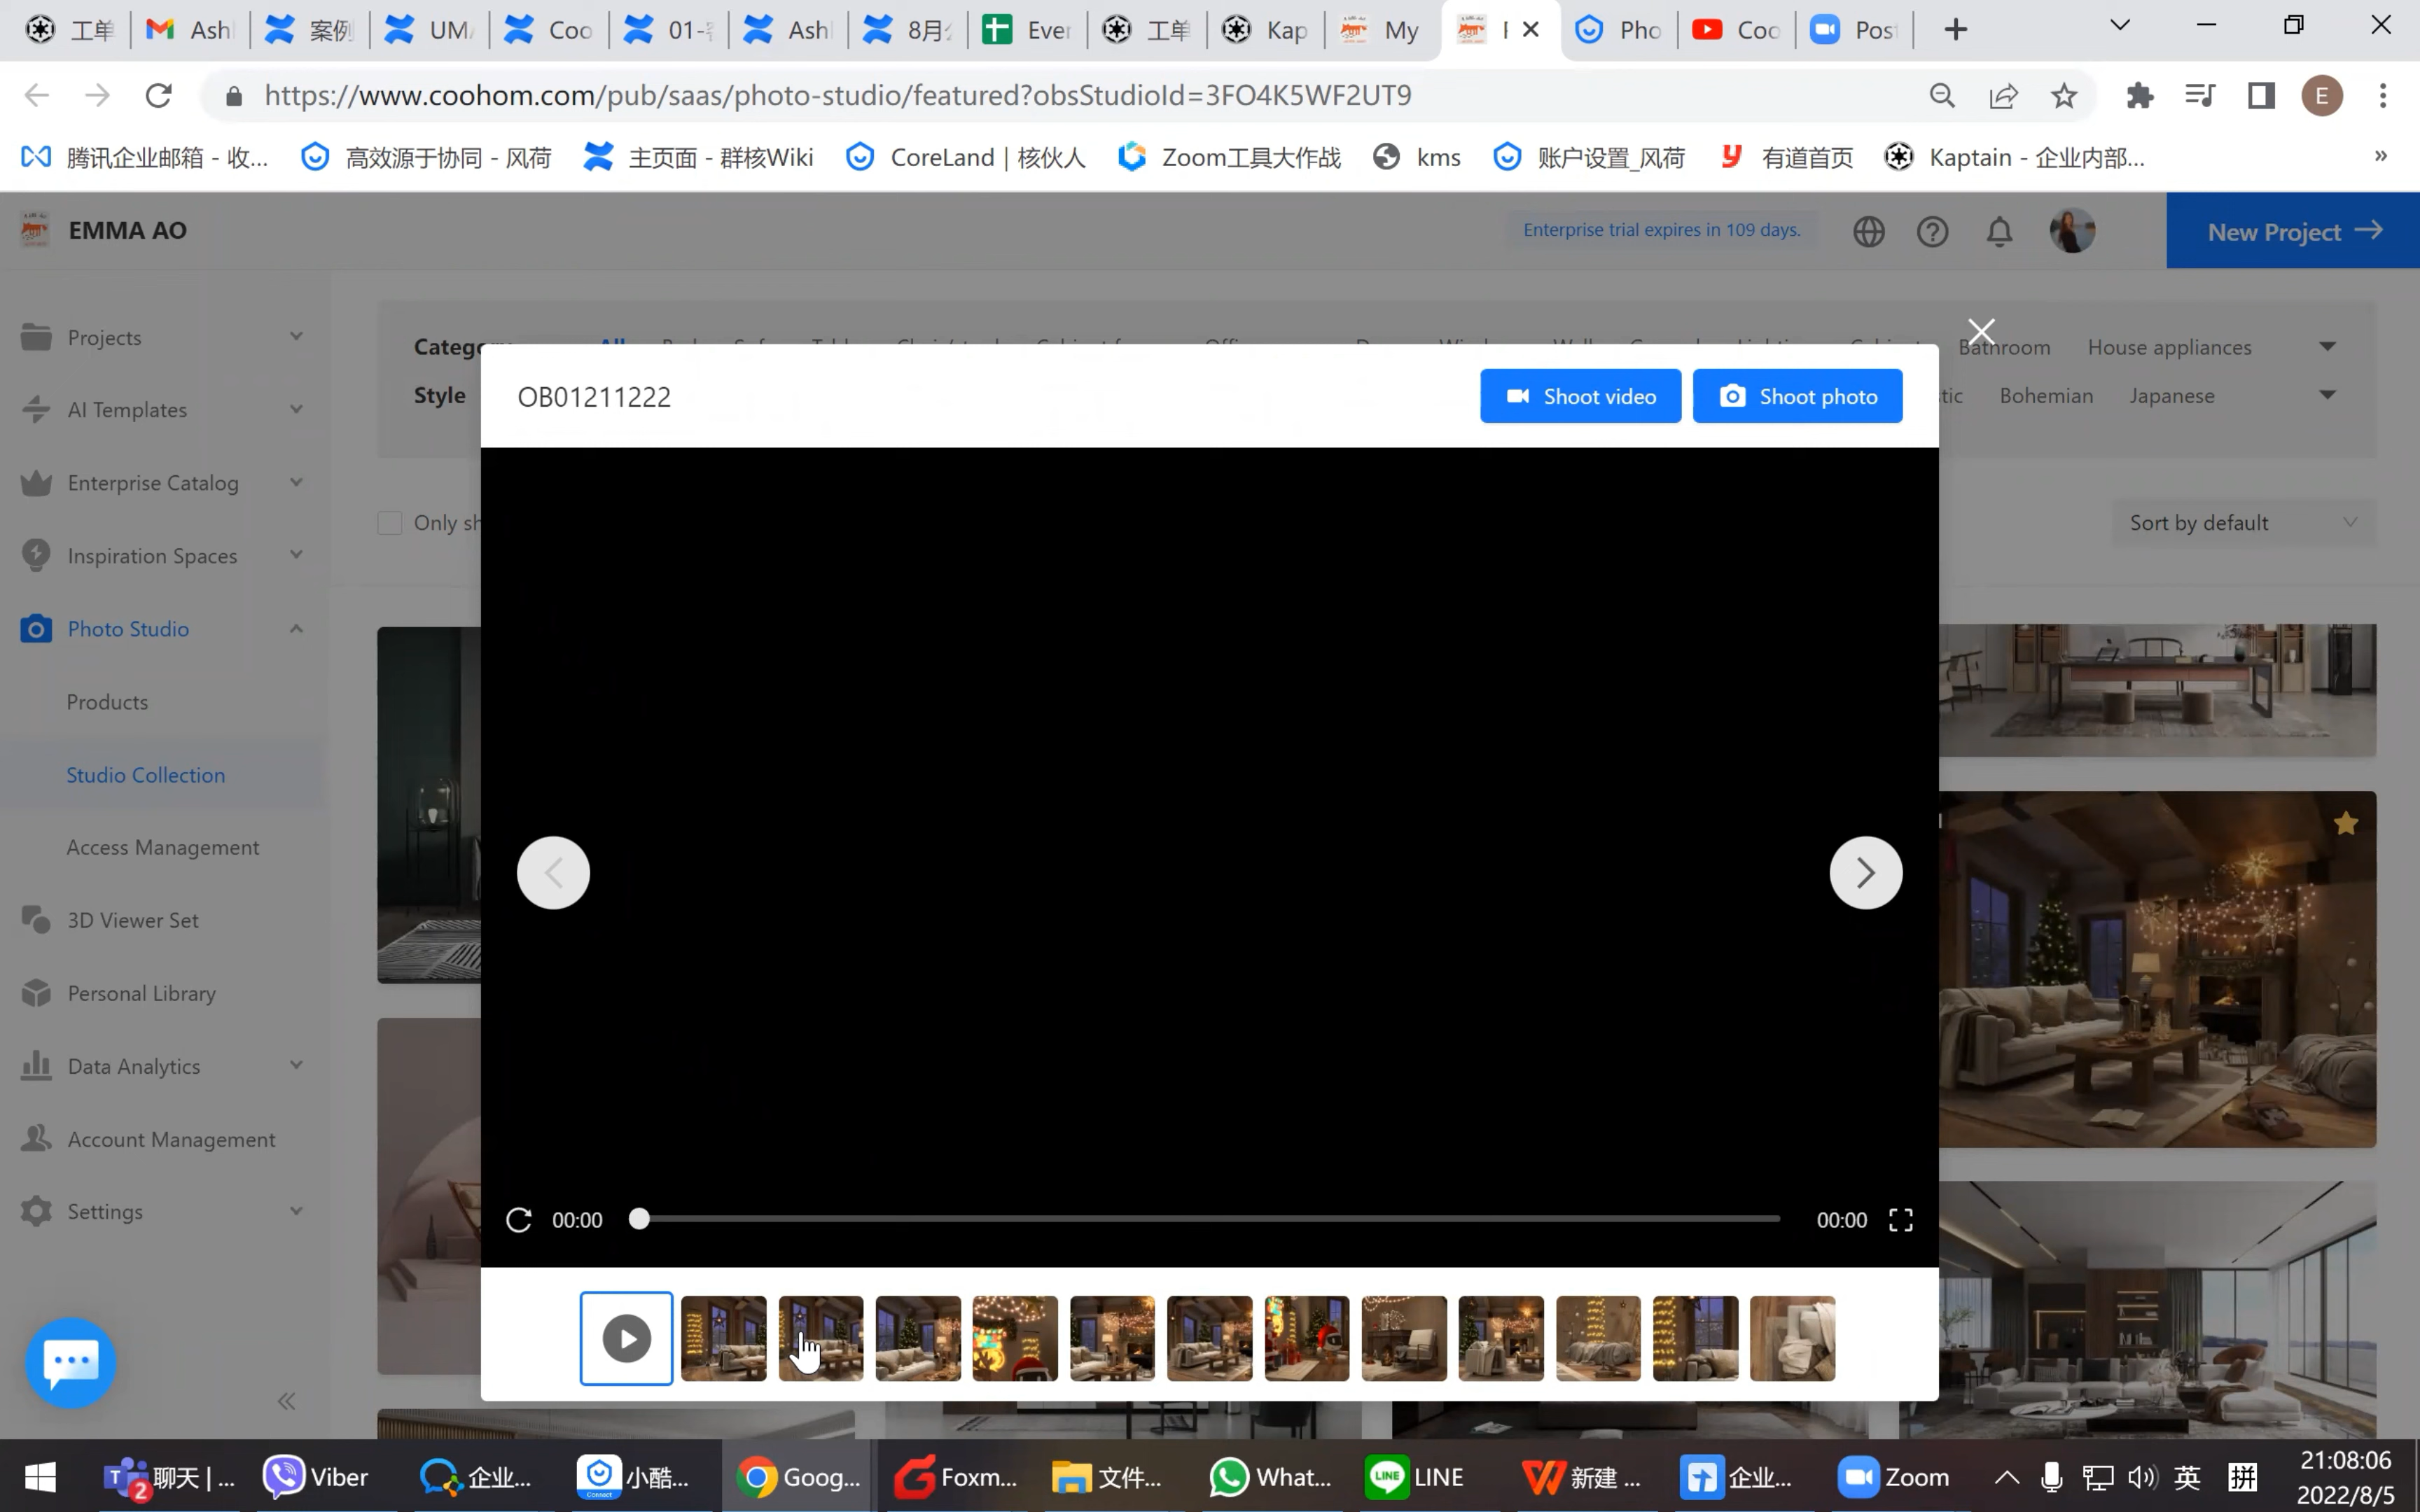 工单
Ash
案例
UM
Coo
01-
Ash
8月
Ever
工单
Kap
My
Pho
Coo
Pos
https://www.coohom.com/pub/saas/photo-studio/featured?obsStudioId=3FO4K5WF2UT9
E
腾讯企业邮箱 - 收...
高效源于协同 - 风荷
主页面 - 群核Wiki
CoreLand | 核伙人
Zoom工具大作战
kms
账户设置_风荷
有道首页
Kaptain - 企业内部...
»
EMMA AO
Enterprise trial expires in 109 days.
New Project
Projects
AI Templates
Enterprise Catalog
Inspiration Spaces
Photo Studio
Products
Studio Collection
Access Management
3D Viewer Set
Personal Library
Data Analytics
Account Management
Settings
Bathroom House appliances
Style
Bohemian Japanese
Only
Sort by default
OB01211222
Shoot video
Shoot photo
00:00
00:00
聊天 | ...
2
Viber
企业...
小酷...
Connect
Goog...
Foxm...
文件...
What...
LINE
新建 ...
企业...
Zoom
英
拼
21:08:06
2022/8/5